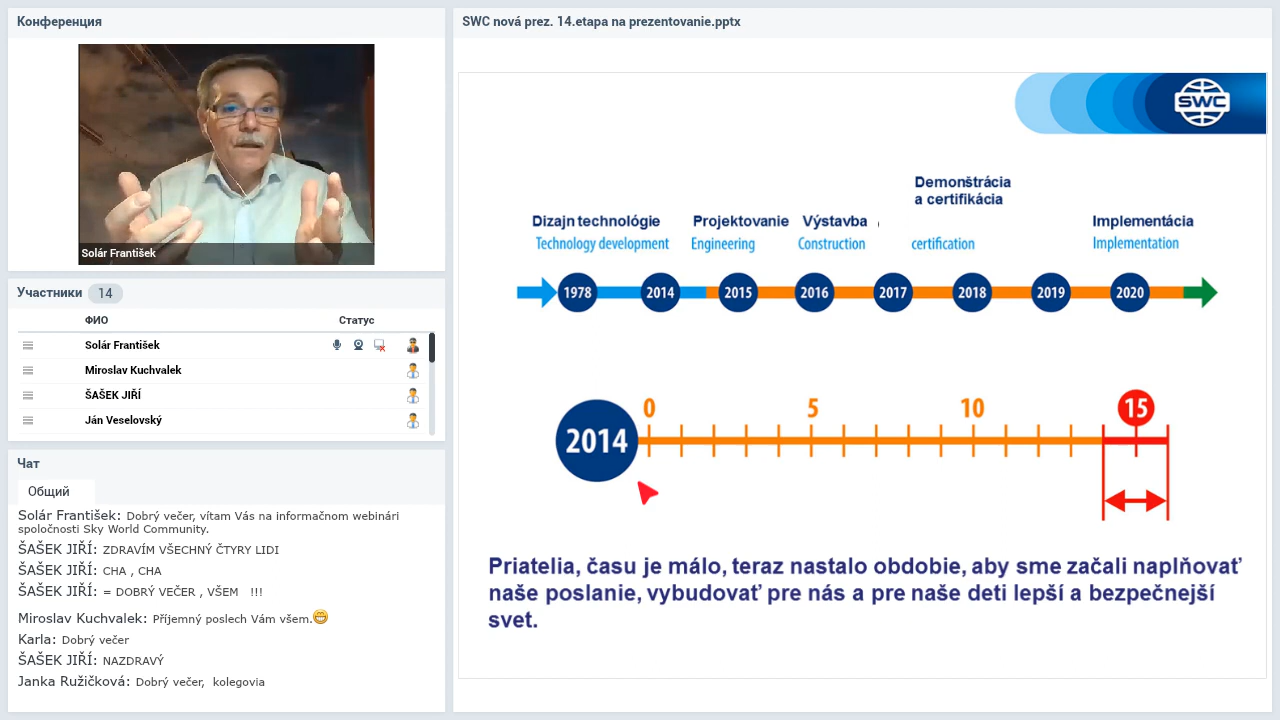 Конференция
Solár František
Участники 14
ФИО Статус
Solár František
Miroslav Kuchvalek
ŠAŠEK JIŘÍ
Ján Veselovský
Чат
Общий
Solár František: Dobrý večer, vítam Vás na informačnom webinári
spoločnosti Sky World Community.
ŠAŠEK JIŘÍ: ZDRAVÍM VŠECHNÝ ČTYRY LIDI
ŠAŠEK JIŘÍ: CHA , CHA
ŠAŠEK JIŘÍ: = DOBRÝ VEČER , VŠEM !!!
Miroslav Kuchvalek: Příjemný poslech Vám všem.
Karla: Dobrý večer
ŠAŠEK JIŘÍ: NAZDRAVÝ
Janka Ružičková: Dobrý večer, kolegovia
SWC nová prez. 14.etapa na prezentovanie.pptx
SWC
Demonštrácia
a certifikácia
Dizajn technológie Projektovanie Výstavba , Implementácia
Technology development Engineering Construction certification Implementation
1978 2014 2015 2016 2017 2018 2019 2020
0 5 10 15
2014
Priatelia, času je málo, teraz nastalo obdobie, aby sme začali naplňovať
naše poslanie, vybudovať pre nás a pre naše deti lepší a bezpečnejší
svet.